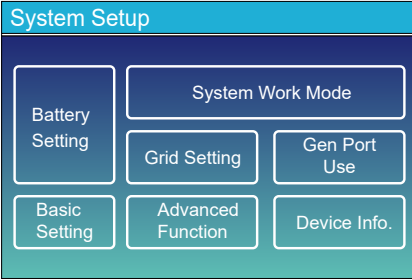 System Setup
System Work Mode
Battery
Setting
Grid Setting
Gen Port
Use
Basic
Setting
Advanced
Function
Device Info.